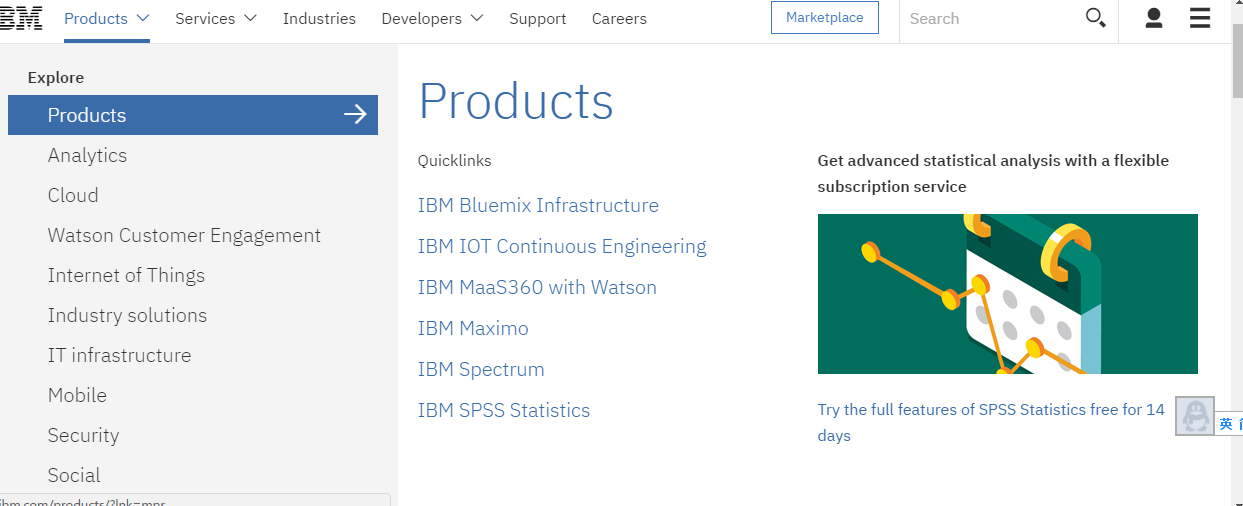 IBM
Products Services Industries Developers Support Careers Marketplace Search
Explore
Products
Analytics
Cloud
Watson Customer Engagement
Internet of Things
Industry solutions
IT infrastructure
Mobile
Security
Social
Products
Quicklinks
IBM Bluemix Infrastructure
IBM IOT Continuous Engineering
IBM MaaS360 with Watson
IBM Maximo
IBM Spectrum
IBM SPSS Statistics
Get advanced statistical analysis with a flexible
subscription service
Try the full features of SPSS Statistics free for 14
days
英
ibm.com/products/?lnk=mpr